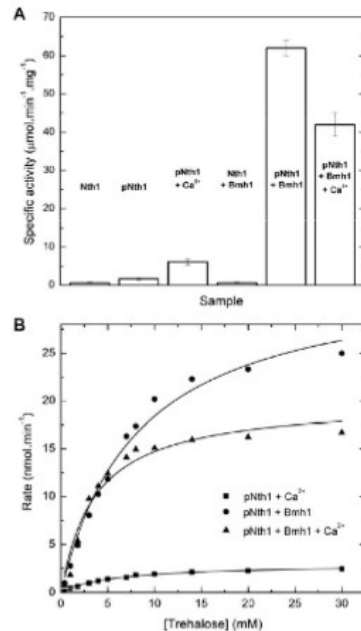 A
Specific activity (μmol.min⁻¹.mg⁻¹)
70
60
50
40
30
20
10
0
Nth1
pNth1
pNth1
+ Ca²⁺
Nth1
+ Bmh1
pNth1
+ Bmh1
pNth1
+ Bmh1
+ Ca²⁺
Sample
B
Rate (nmol.min⁻¹)
25
20
15
10
5
0
pNth1 + Ca²⁺
pNth1 + Bmh1
pNth1 + Bmh1 + Ca²⁺
0 5 10 15 20 25 30
[Trehalose] (mM)